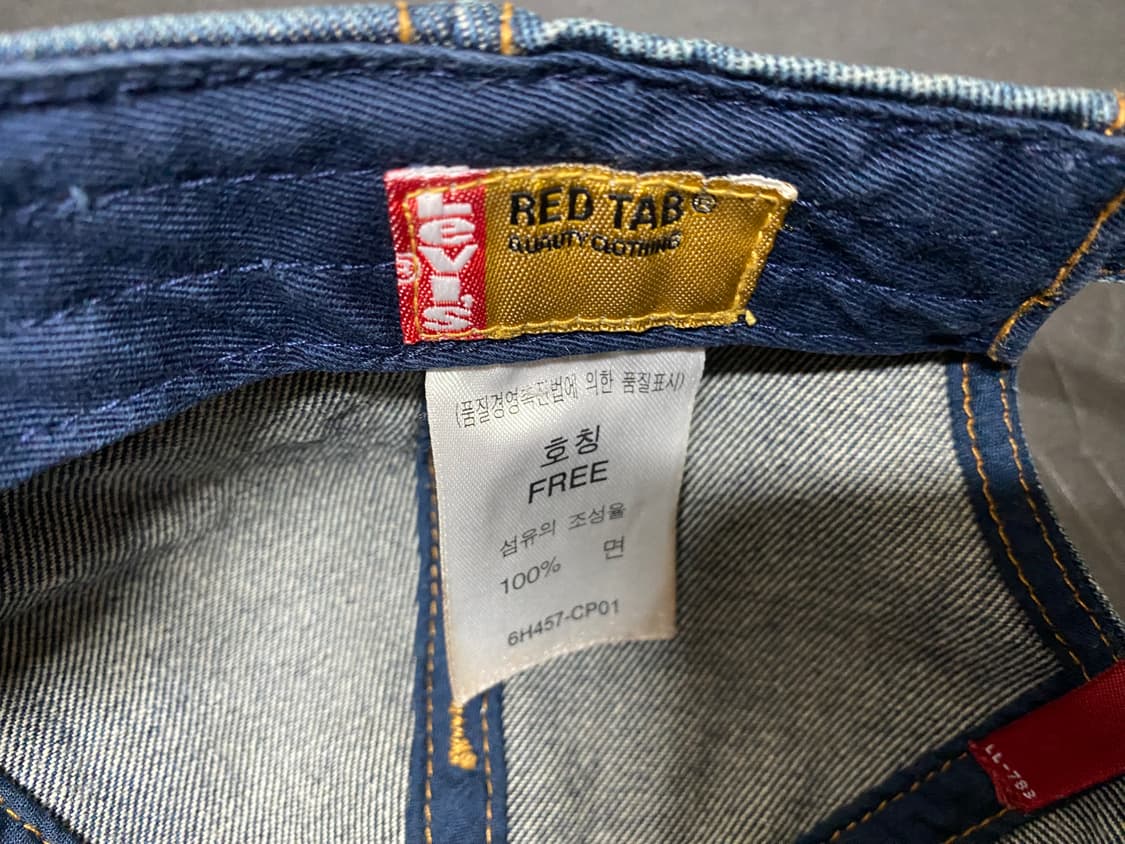 Levi's®
RED TAB®
QUALITY CLOTHING
(품질경영촉진법에 의한 품질표시)
호칭
FREE
섬유의 조성율
100% 면
6H457-CP01
LL-783